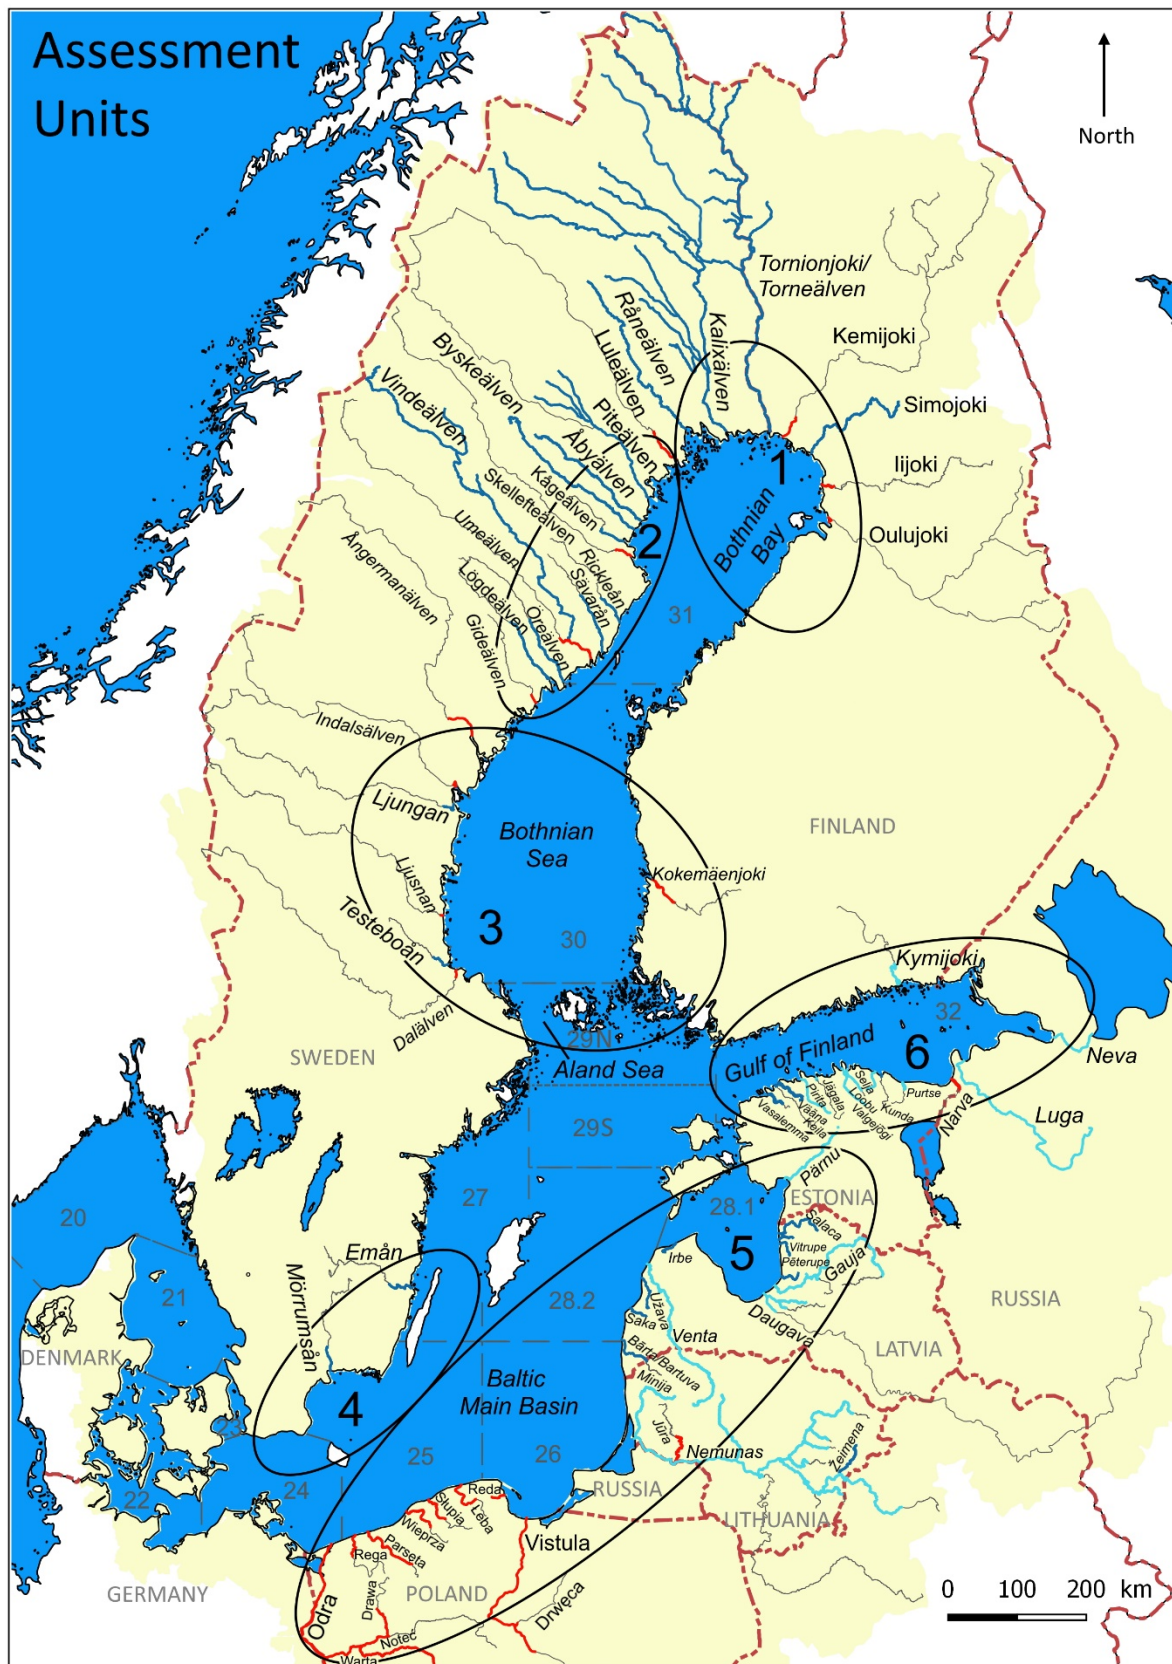 Assessment
Units
North
Tornionjoki/
Torneälven
Kemijoki
Simojoki
Iijoki
Oulujoki
Kalixälven
Råneälven
Luleälven
Piteälven
Byskeälven
Åbyälven
Vindelälven
Kågeälven
Skellefteälven
Rickleån
Sävarån
Umeälven
Öreälven
Lögdeälven
Gideälven
Ångermanälven
1
Bothnian
Bay
2
31
Indalsälven
Ljungan
Ljusnan
Testeboån
Dalälven
Bothnian
Sea
3
30
Kokemäenjoki
FINLAND
SWEDEN
29N
Åland Sea
29S
Kymijoki
32
Gulf of Finland
6
Neva
Luga
Narva
Purtse
Kunda
Selja
Loobu
Valgejõgi
Jägala
Pirita
Vääna
Keila
Vasalemma
Pärnu
ESTONIA
28.1
5
Salaca
Vitrupe
Pēterupe
Gauja
Daugava
Irbe
27
28.2
20
21
Emån
Mörrumsån
DENMARK
23
22
24
4
25
26
Baltic
Main Basin
Užava
Saka
Venta
Bārta/Bartuva
Minija
Jūra
Nemunas
Žeimena
LATVIA
RUSSIA
LITHUANIA
RUSSIA
Reda
Łeba
Słupia
Wieprza
Parsęta
Rega
Drawa
Odra
Notec
Warta
Vistula
Drwęca
POLAND
GERMANY
0 100 200 km